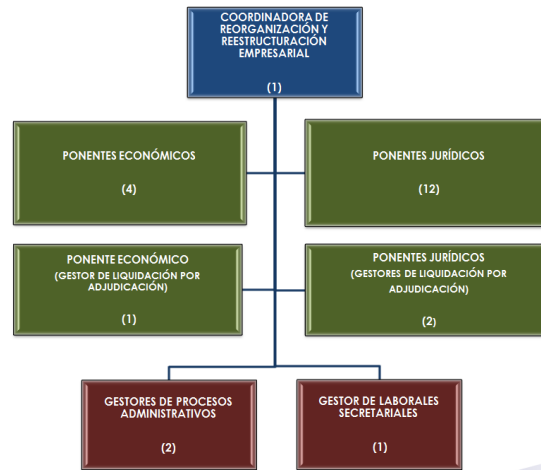 COORDINADORA DE
REORGANIZACIÓN Y
REESTRUCTURACIÓN
EMPRESARIAL
(1)
PONENTES ECONÓMICOS
(4)
PONENTES JURÍDICOS
(12)
PONENTE ECONÓMICO
(GESTOR DE LIQUIDACIÓN POR
ADJUDICACIÓN)
(1)
PONENTES JURÍDICOS
(GESTORES DE LIQUIDACIÓN POR
ADJUDICACIÓN)
(2)
GESTORES DE PROCESOS
ADMINISTRATIVOS
(2)
GESTOR DE LABORALES
SECRETARIALES
(1)